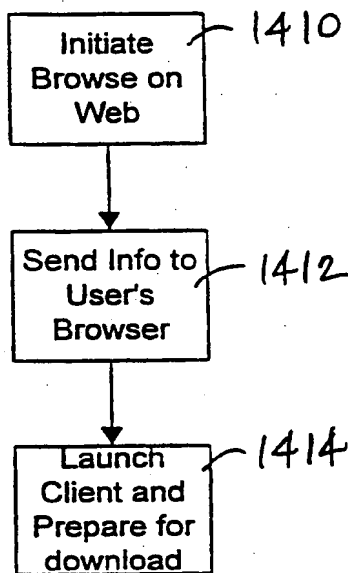 Initiate
Browse on
Web
1410
Send Info to
User's
Browser
1412
Launch
Client and
Prepare for
download
1414